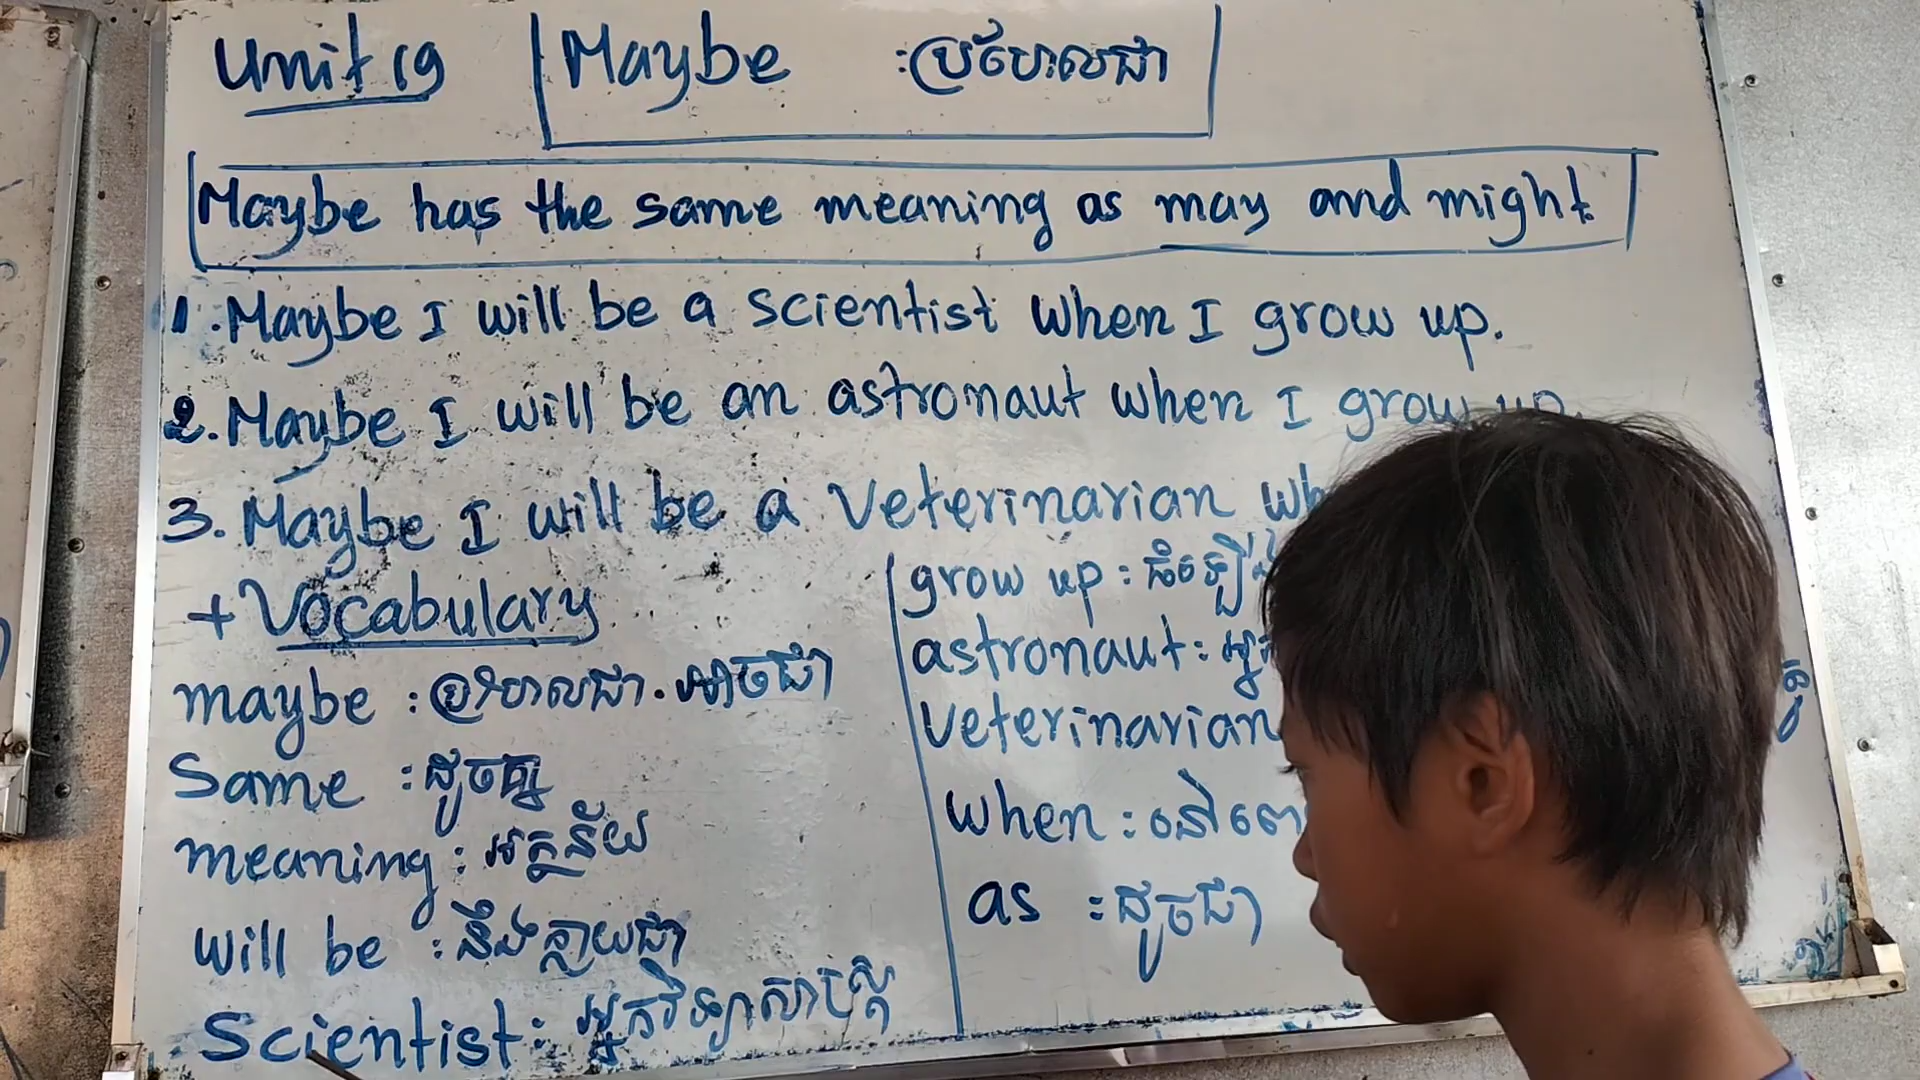 Unit 19
Maybe :ប្រហែលជា
Maybe has the same meaning as may and might
1. Maybe I will be a scientist when I grow up.
2. Maybe I will be an astronaut when I grow up.
3. Maybe I will be a veterinarian
+ Vocabulary
maybe : ប្រហែលជា . អាចជា
Same : ដូចគ្នា
meaning : អត្ថន័យ
will be : នឹងក្លាយជា
Scientist : អ្នកវិទ្យាសាស្ត្រ
grow up : ធំឡើង
astronaut :
veterinarian
when :
as : ដូចជា